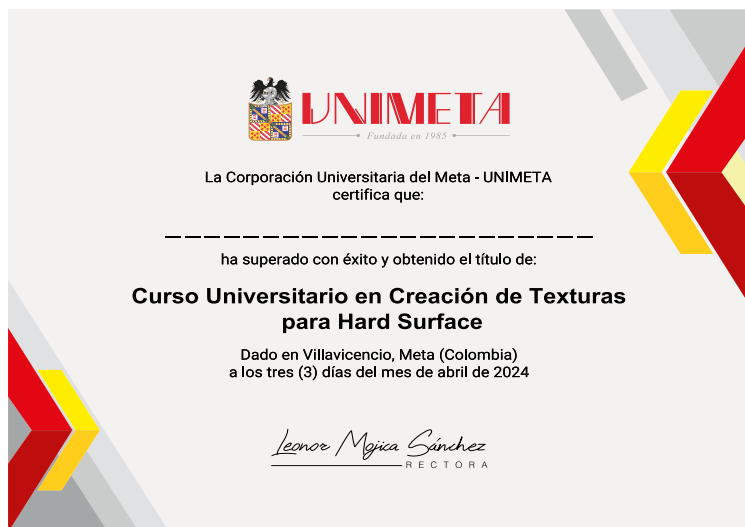 UNIMETA
Fundada en 1985
La Corporación Universitaria del Meta - UNIMETA
certifica que:
ha superado con éxito y obtenido el título de:
Curso Universitario en Creación de Texturas
para Hard Surface
Dado en Villavicencio, Meta (Colombia)
a los tres (3) días del mes de abril de 2024
Leonor Mojica Sánchez
RECTORA